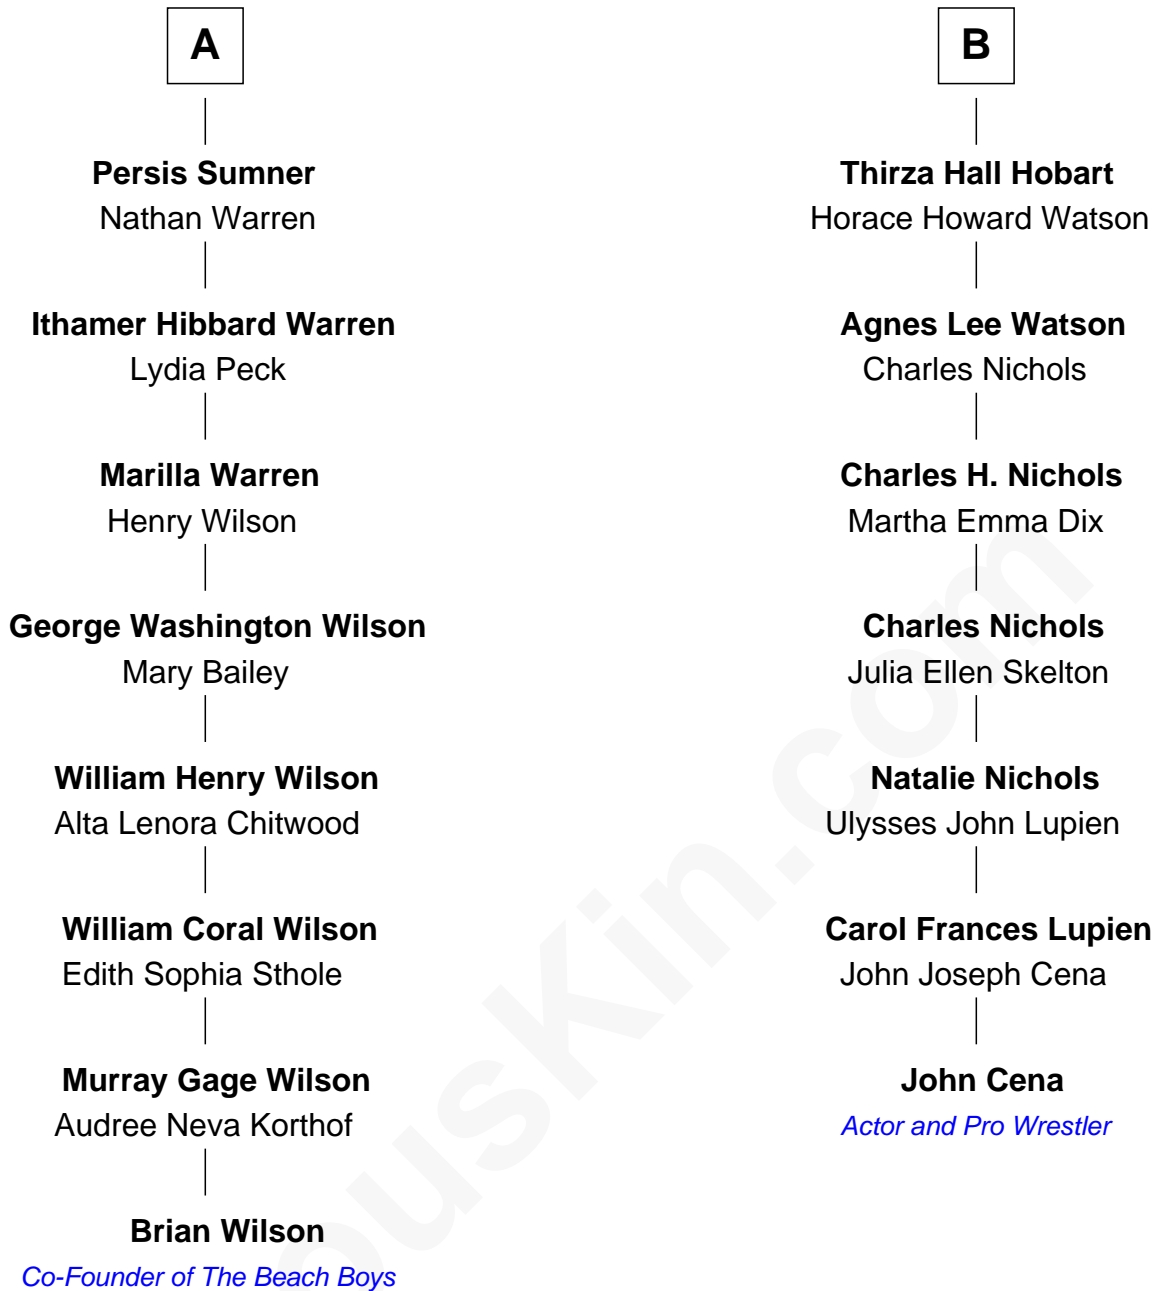 A
Persis Sumner
Nathan Warren
Ithamer Hibbard Warren
Lydia Peck
Marilla Warren
Henry Wilson
George Washington Wilson
Mary Bailey
William Henry Wilson
Alta Lenora Chitwood
William Coral Wilson
Edith Sophia Sthole
Murray Gage Wilson
Audree Neva Korthof
Brian Wilson
Co-Founder of The Beach Boys
B
Thirza Hall Hobart
Horace Howard Watson
Agnes Lee Watson
Charles Nichols
Charles H. Nichols
Martha Emma Dix
Charles Nichols
Julia Ellen Skelton
Natalie Nichols
Ulysses John Lupien
Carol Frances Lupien
John Joseph Cena
John Cena
Actor and Pro Wrestler
ousKin.com